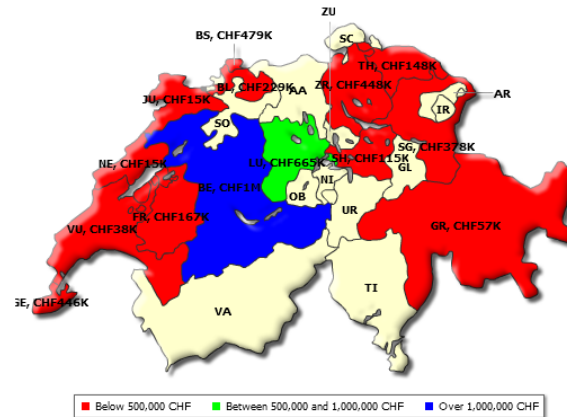 ZU
SC
BS, CHF479K
TH, CHF148K
BL, CHF229K
ZR, CHF448K
AA
AR
JU, CHF15K
IR
SO
SG, CHF378K
NE, CHF15K
LU, CHF665K
SH, CHF115K
GL
BE, CHF1M
NI
OB
FR, CHF167K
UR
VU, CHF38K
GR, CHF57K
TI
GE, CHF446K
VA
Below 500,000 CHF
Between 500,000 and 1,000,000 CHF
Over 1,000,000 CHF